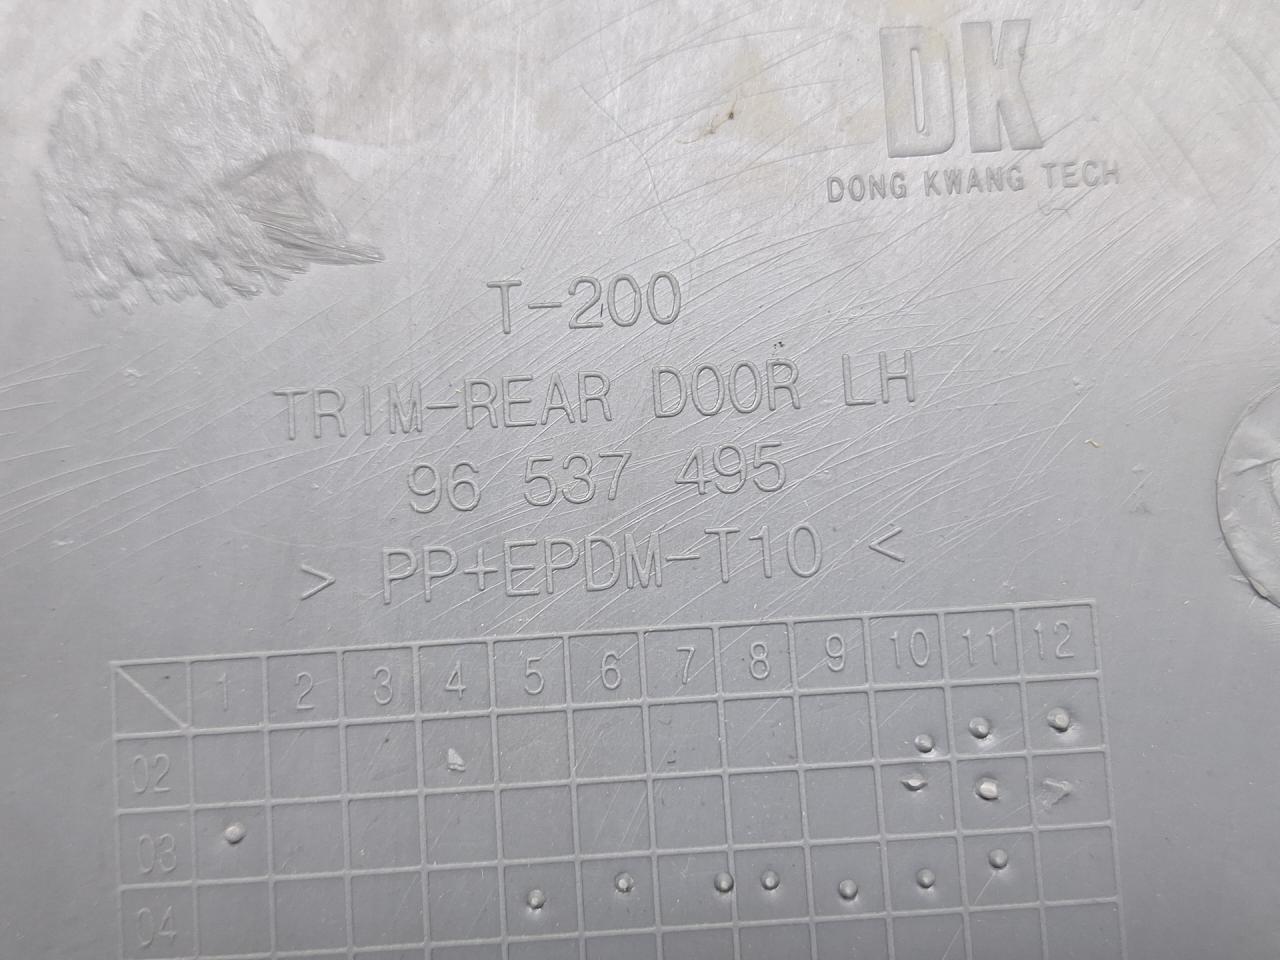 DK
DONG KWANG TECH
T-200
TRIM-REAR DOOR LH
96 537 495
> PP+EPDM-T10 <
1 2 3 4 5 6 7 8 9 10 11 12
02
03
04